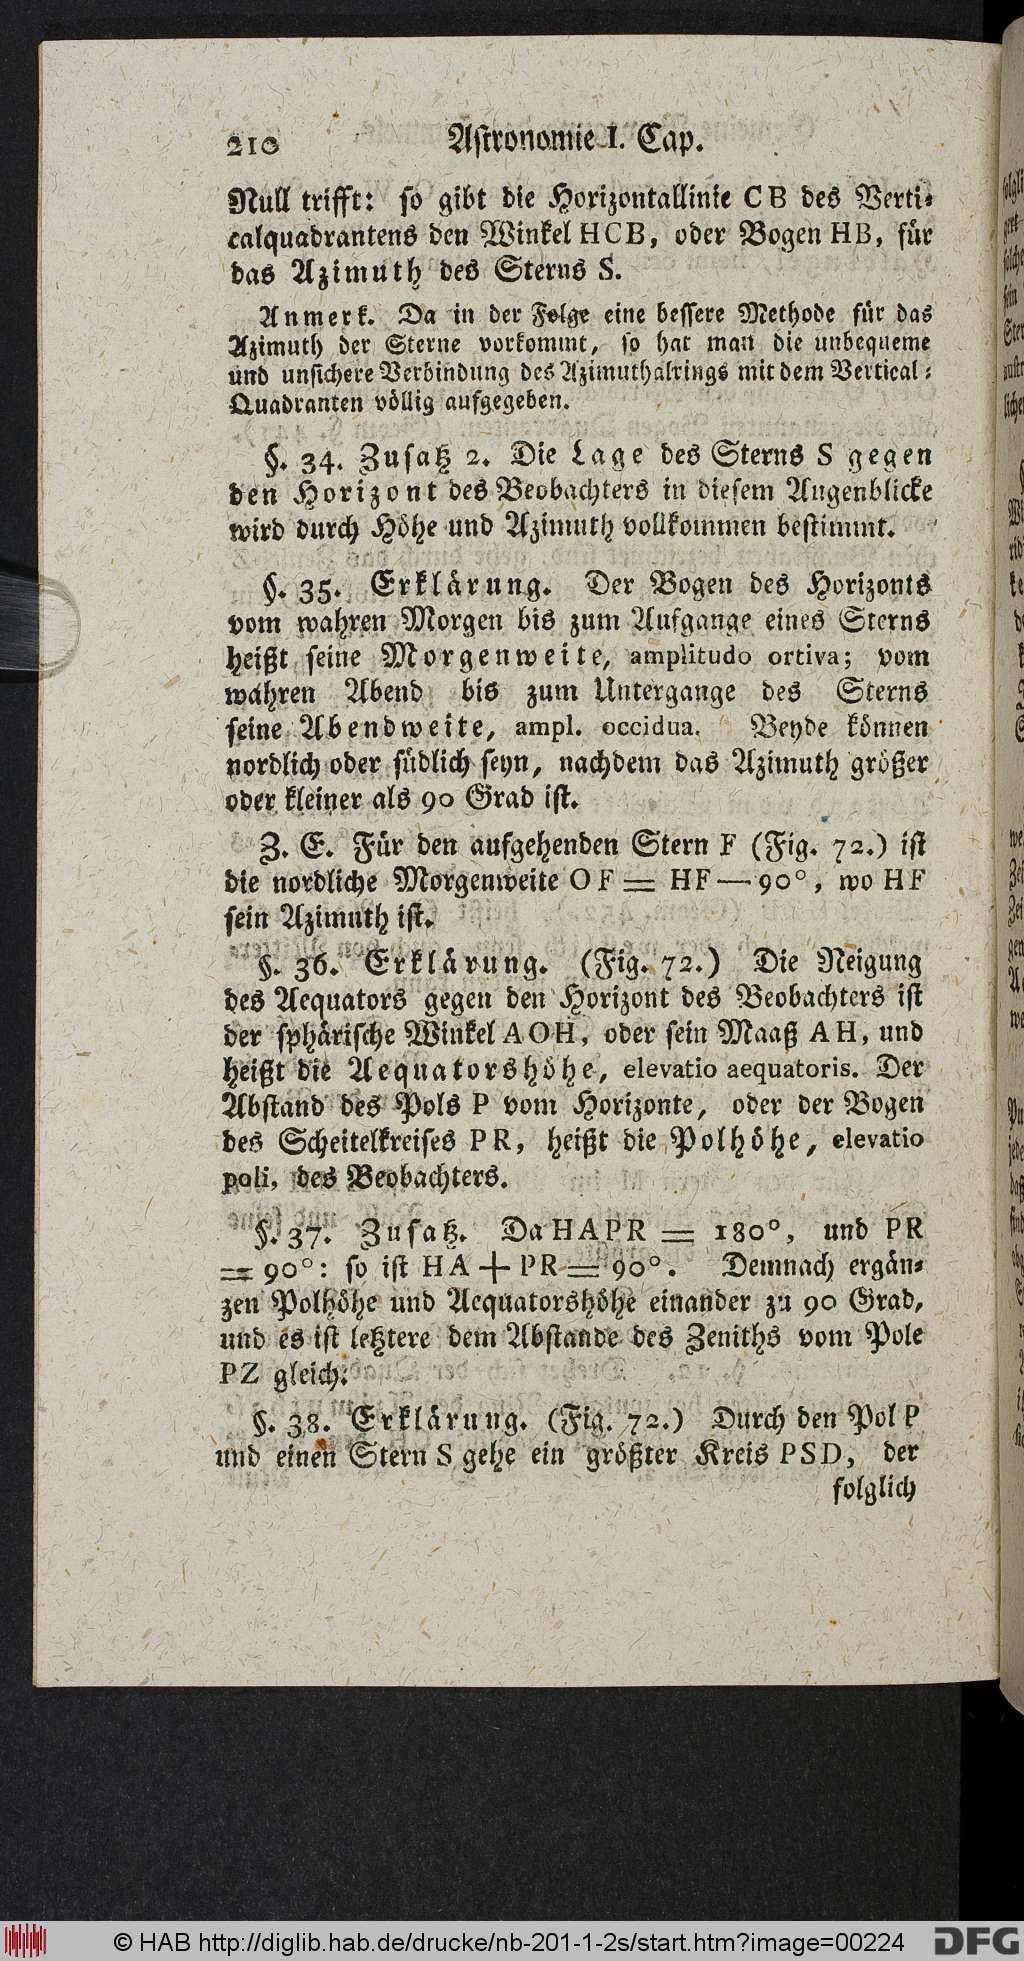 210 Astronomie I. Cap.
Null trifft: so gibt die Horizontallinie CB des Verti-
calquadrantens den Winkel HCB, oder Bogen HB, für
das Azimuth des Sterns S.
Anmerk. Da in der Folge eine bessere Methode für das
Azimuth der Sterne vorkommt, so hat man die unbequeme
und unsichere Verbindung des Azimuthalrings mit dem Vertical-
Quadranten völlig aufgegeben.
§. 34. Zusatz 2. Die Lage des Sterns S gegen
den Horizont des Beobachters in diesem Augenblicke
wird durch Höhe und Azimuth vollkommen bestimmt.
§. 35. Erklärung. Der Bogen des Horizonts
vom wahren Morgen bis zum Aufgange eines Sterns
heißt seine Morgenweite, amplitudo ortiva; vom
wahren Abend bis zum Untergange des Sterns
seine Abendweite, ampl. occidua. Beyde können
nordlich oder südlich seyn, nachdem das Azimuth größer
oder kleiner als 90 Grad ist.
Z. E. Für den aufgehenden Stern F (Fig. 72.) ist
die nordliche Morgenweite OF = HF — 90°, wo HF
sein Azimuth ist.
§. 36. Erklärung. (Fig. 72.) Die Neigung
des Aequators gegen den Horizont des Beobachters ist
der sphärische Winkel AOH, oder sein Maaß AH, und
heißt die Aequatorshöhe, elevatio aequatoris. Der
Abstand des Pols P vom Horizonte, oder der Bogen
des Scheitelkreises PR, heißt die Polhöhe, elevatio
poli, des Beobachters.
§. 37. Zusatz. Da HAPR = 180°, und PR
= 90°: so ist HA + PR = 90°. Demnach ergän-
zen Polhöhe und Aequatorshöhe einander zu 90 Grad,
und es ist letztere dem Abstande des Zeniths vom Pole
PZ gleich.
§. 38. Erklärung. (Fig. 72.) Durch den Pol P
und einen Stern S gehe ein größter Kreis PSD, der
folglich
© HAB http://diglib.hab.de/drucke/nb-201-1-2s/start.htm?image=00224
DFG